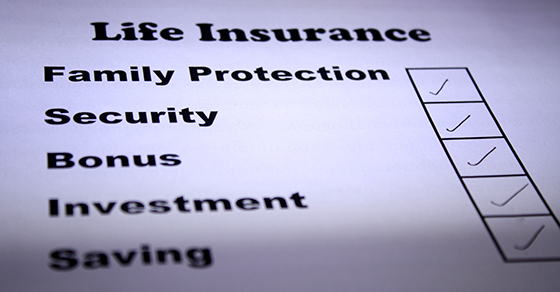 Life Insurance
Family Protection
Security
Bonus
Investment
Saving